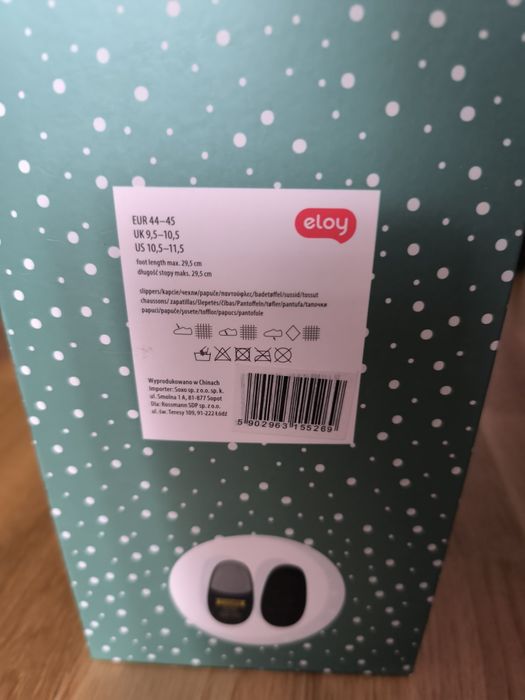 eloy
EUR 44–45
UK 9,5–10,5
US 10,5–11,5
foot length max. 29,5 cm
długość stopy maks. 29,5 cm
slippers/kapcie/чехли/papuče/παντούφλες/badetøffel/sussid/tossut
chaussons/ zapatillas/šlepetės/čības/Pantoffeln/tøfler/pantufa/тапочки
papuci/papuče/
/tofflor/papucs/pantofole
Wyprodukowano w Chinach
Importer: Soxo sp. z o.o. sp. k.
ul. Smolna 1 A, 81-877 Sopot
Dla: Rossmann SDP sp. z o.o.
ul. św. Teresy 109, 91-222 Łódź
5 902963 155269